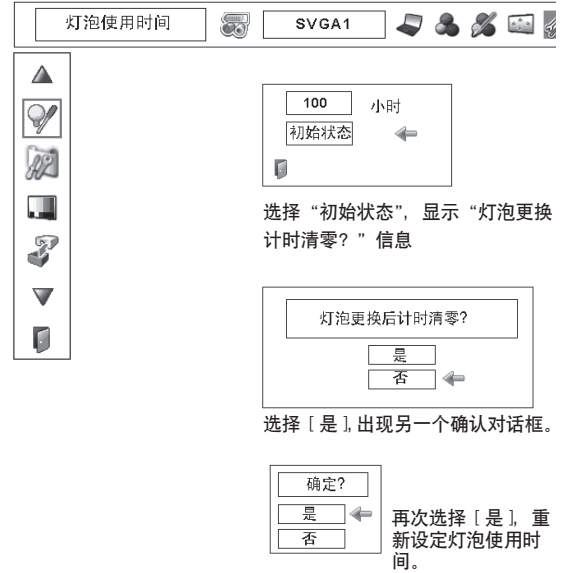 灯泡使用时间
SVGA1
100 小时
初始状态
选择“初始状态”，显示“灯泡更换
计时清零？”信息
灯泡更换后计时清零?
是
否
选择[是],出现另一个确认对话框。
确定?
是
否
再次选择[是]，重
新设定灯泡使用时
间。